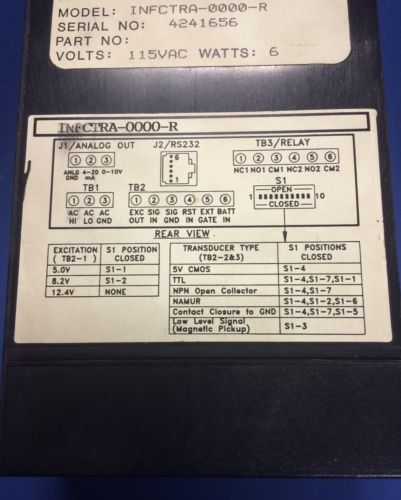 MODEL: INFCTRA-0000-R
SERIAL NO: 4241656
PART NO:
VOLTS: 115VAC WATTS: 6
INFCTRA-0000-R
J1/ANALOG OUT J2/RS232 TB3/RELAY
1 2 3 6 1 2 3 4 5 6
ANLG 4-20 0-10V 1 NC1 NO1 CM1 NC2 NO2 CM2
GND mA
TB1 TB2 S1
1 2 3 1 2 3 4 5 6 1 OPEN 10
CLOSED
AC AC AC EXC SIG SIG RST EXT BATT
HI LO GND OUT IN GND IN GATE IN
REAR VIEW
EXCITATION S1 POSITION TRANSDUCER TYPE S1 POSITIONS
( TB2-1 ) CLOSED (TB2-2&3) CLOSED
5.0V S1-1 5V CMOS S1-4
8.2V S1-2 TTL S1-4,S1-7,S1-1
12.4V NONE NPN Open Collector S1-4,S1-7
NAMUR S1-4,S1-2,S1-6
Contact Closure to GND S1-4,S1-7,S1-5
Low Level Signal S1-3
(Magnetic Pickup)